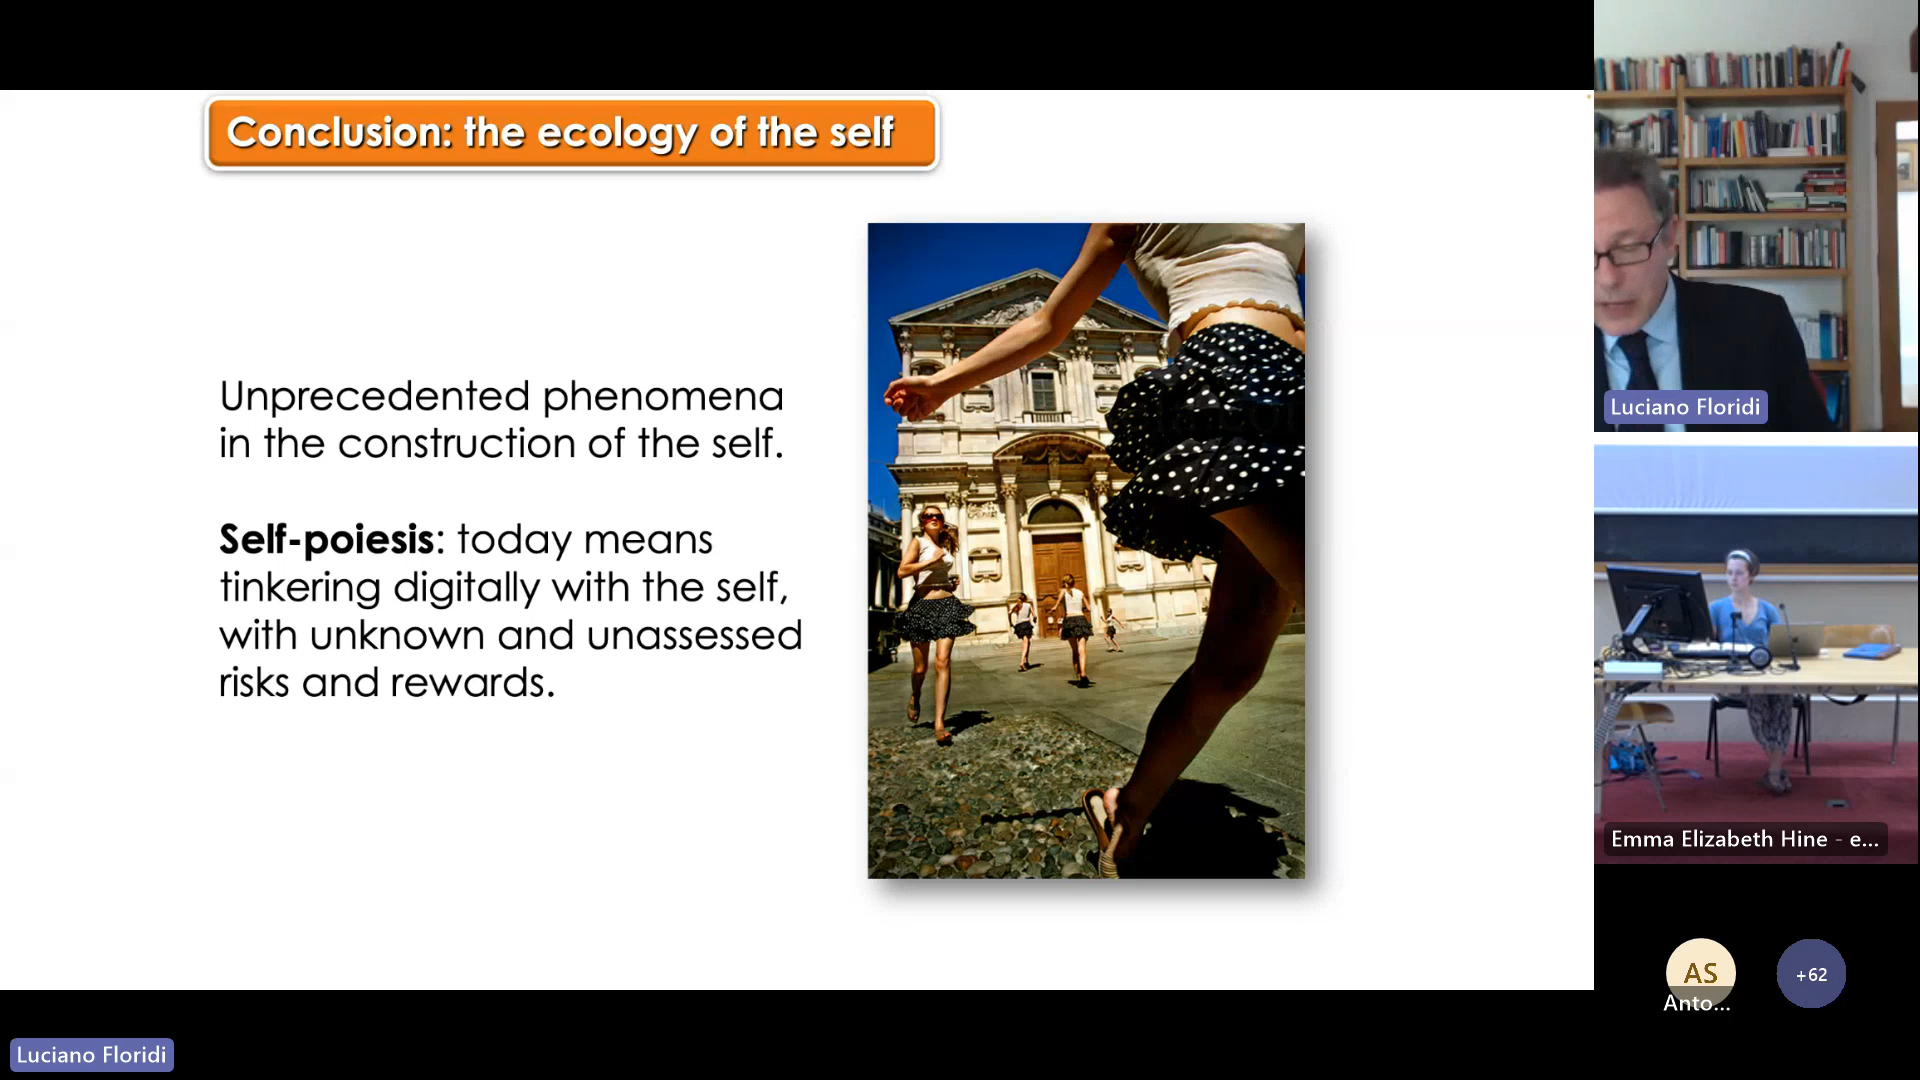 Conclusion: the ecology of the self
Unprecedented phenomena
in the construction of the self.
Self-poiesis: today means
tinkering digitally with the self,
with unknown and unassessed
risks and rewards.
Luciano Floridi
Emma Elizabeth Hine - e...
AS
Anto...
+62
Luciano Floridi